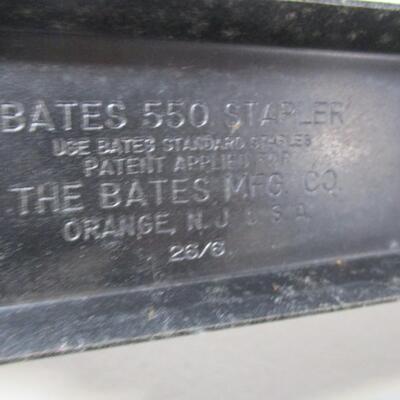 BATES 550 STAPLER
USE BATES STANDARD STAPLES
PATENT APPLIED FOR
THE BATES MFG. CO.
ORANGE, N. J. U. S. A.
26/6